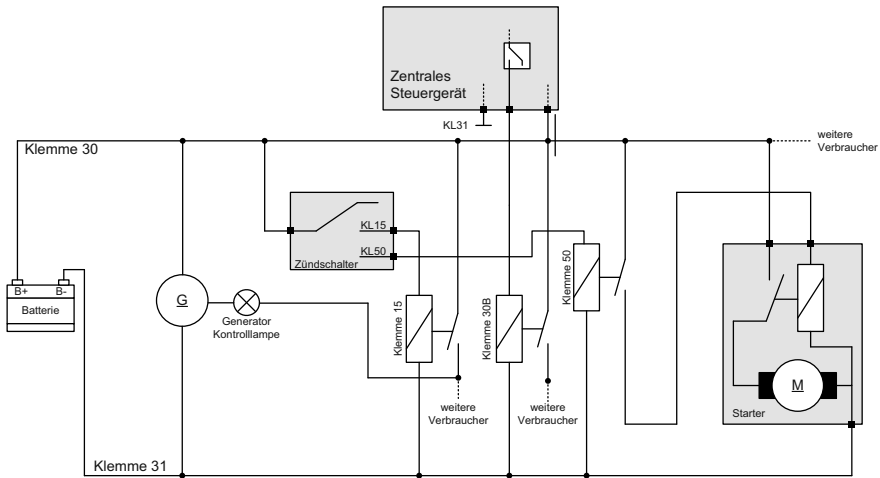 Zentrales
Steuergerät
KL31
weitere
Verbraucher
Klemme 30
KL15
KL50
Zündschalter
Klemme 50
B+ B-
Batterie
G
Generator
Kontrolllampe
Klemme 15
Klemme 30B
M
Starter
weitere
Verbraucher
weitere
Verbraucher
Klemme 31